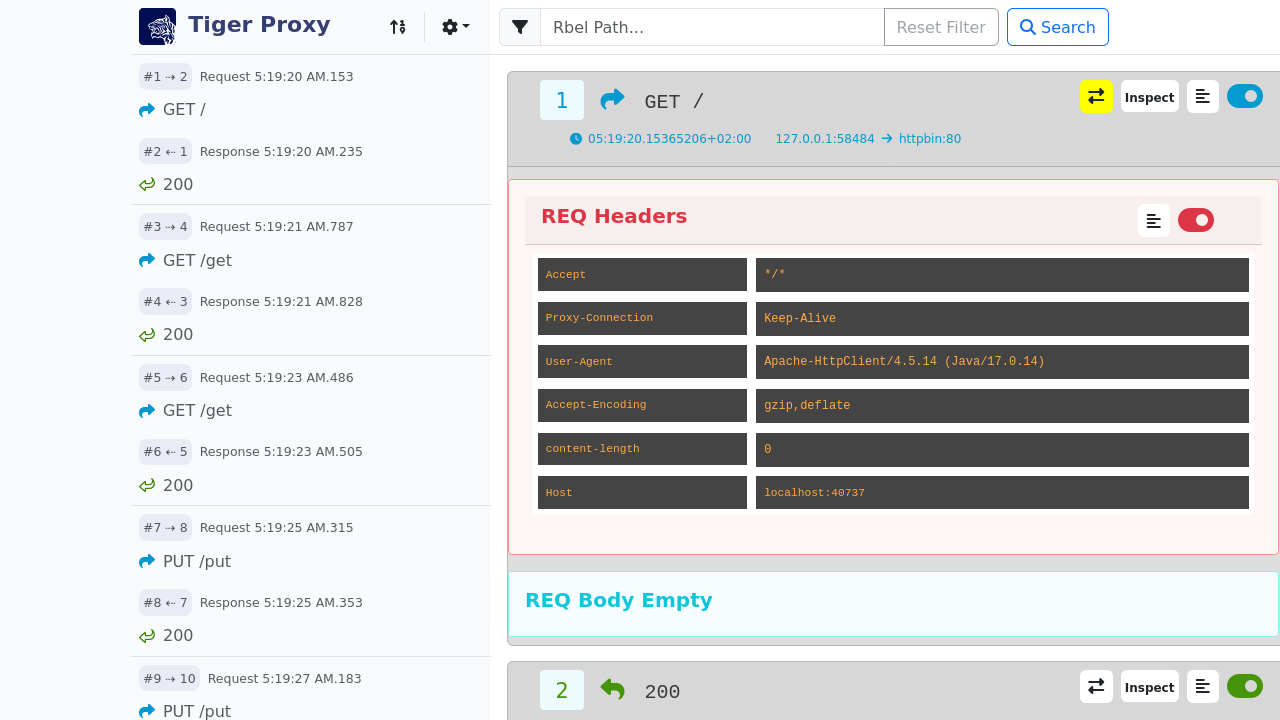 Tiger Proxy
#1 ⇢ 2 Request 5:19:20 AM.153
GET /
#2 ⇠ 1 Response 5:19:20 AM.235
200
#3 ⇢ 4 Request 5:19:21 AM.787
GET /get
#4 ⇠ 3 Response 5:19:21 AM.828
200
#5 ⇢ 6 Request 5:19:23 AM.486
GET /get
#6 ⇠ 5 Response 5:19:23 AM.505
200
#7 ⇢ 8 Request 5:19:25 AM.315
PUT /put
#8 ⇠ 7 Response 5:19:25 AM.353
200
#9 ⇢ 10 Request 5:19:27 AM.183
PUT /put
Rbel Path... Reset Filter Search
1 GET / Inspect
05:19:20.15365206+02:00 127.0.0.1:58484 → httpbin:80
REQ Headers
Accept */*
Proxy-Connection Keep-Alive
User-Agent Apache-HttpClient/4.5.14 (Java/17.0.14)
Accept-Encoding gzip,deflate
content-length 0
Host localhost:40737
REQ Body Empty
2 200 Inspect